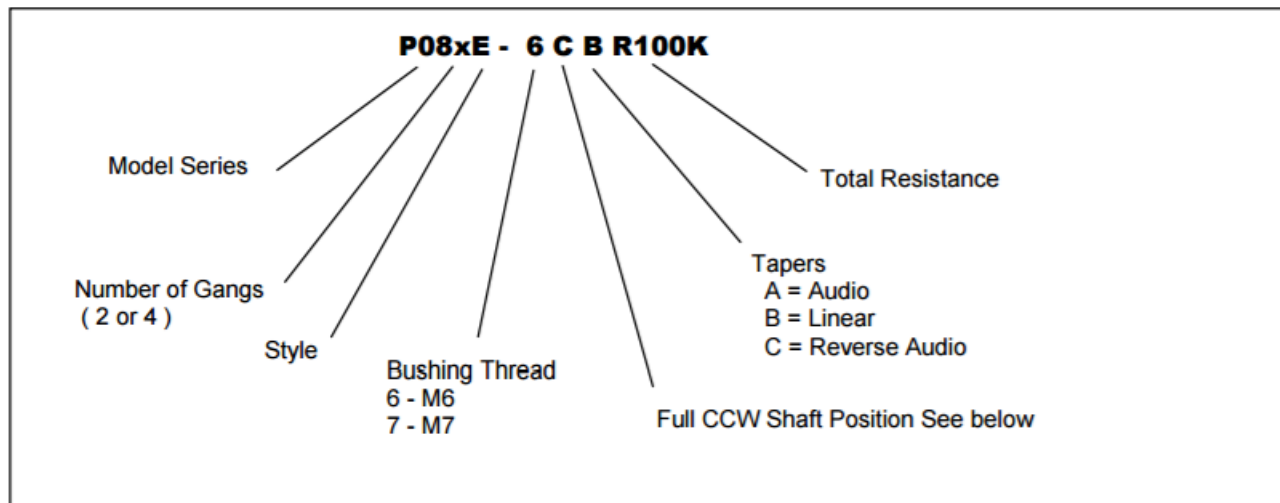 P08xE - 6 C B R100K
Model Series
Total Resistance
Number of Gangs
( 2 or 4 )
Style
Tapers
A = Audio
B = Linear
C = Reverse Audio
Bushing Thread
6 - M6
7 - M7
Full CCW Shaft Position See below